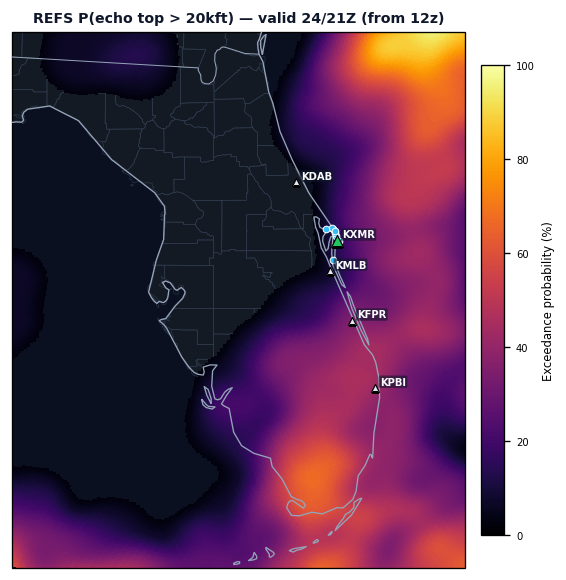 REFS P(echo top > 20kft) — valid 24/21Z (from 12z)
KDAB
KXMR
KMLB
KFPR
KPBI
100
80
60
40
20
0
Exceedance probability (%)